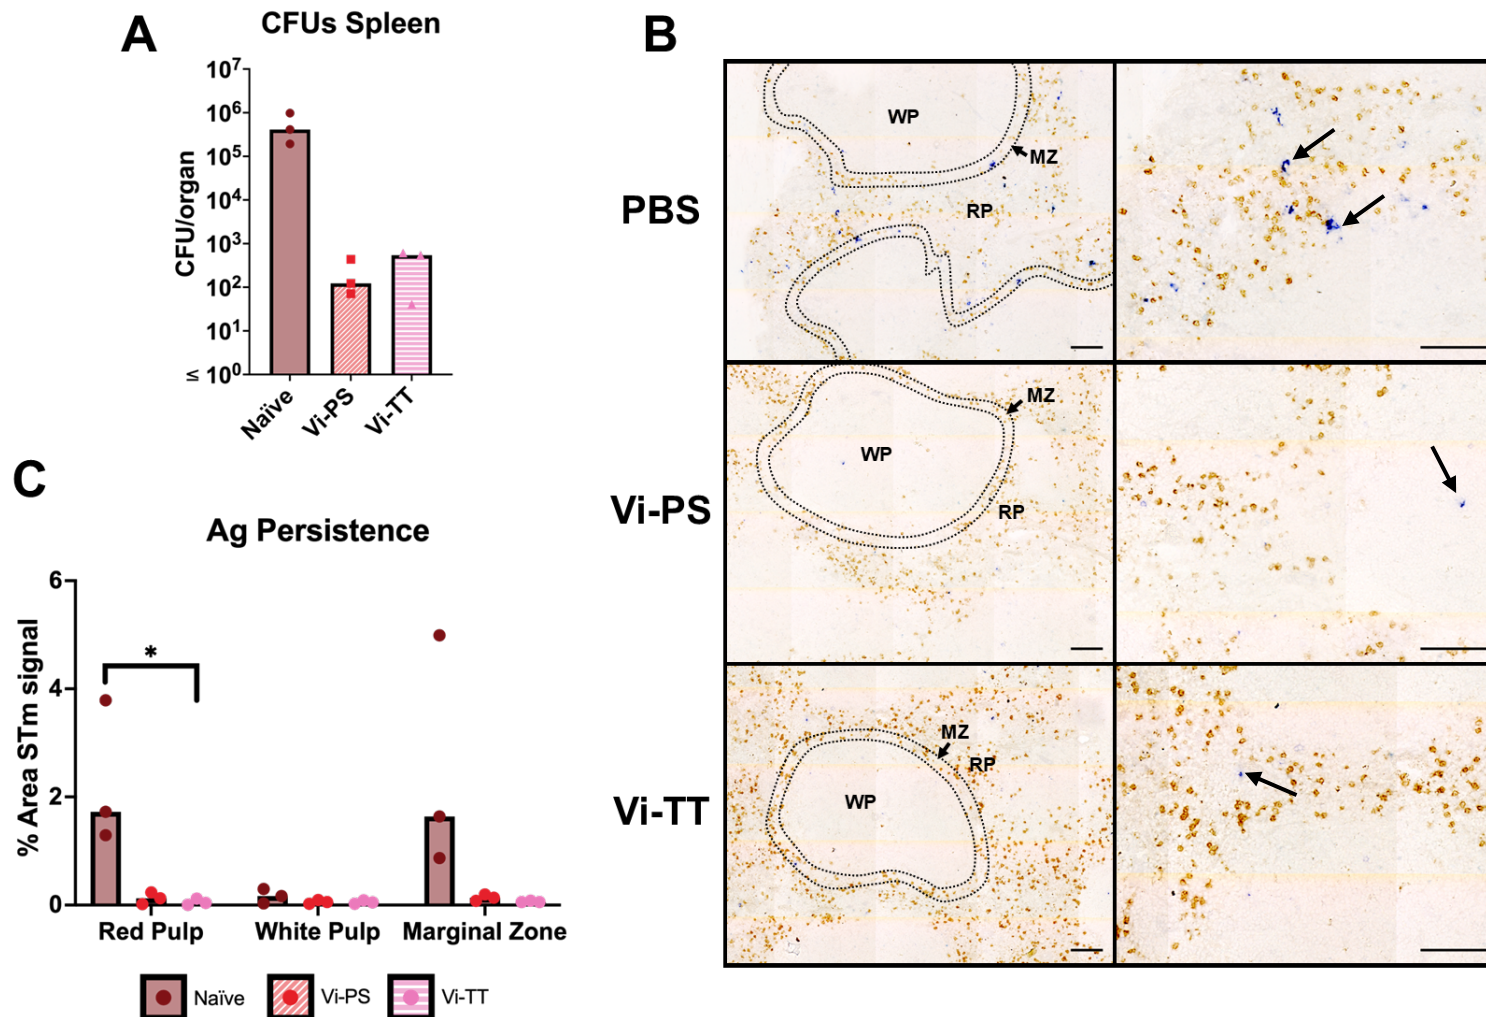 A
CFUs Spleen
CFU/organ
10⁷
10⁶
10⁵
10⁴
10³
10²
10¹
≤ 10⁰
Naïve
Vi-PS
Vi-TT
B
PBS
WP
MZ
RP
Vi-PS
MZ
WP
RP
Vi-TT
MZ
RP
WP
C
Ag Persistence
% Area STm signal
6
4
2
0
*
Red Pulp
White Pulp
Marginal Zone
Naïve
Vi-PS
Vi-TT